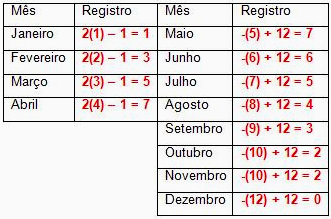 Mês Registro Mês Registro
Janeiro 2(1) – 1 = 1 Maio -(5) + 12 = 7
Fevereiro 2(2) – 1 = 3 Junho -(6) + 12 = 6
Março 2(3) – 1 = 5 Julho -(7) + 12 = 5
Abril 2(4) – 1 = 7 Agosto -(8) + 12 = 4
Setembro -(9) + 12 = 3
Outubro -(10) + 12 = 2
Novembro -(10) + 12 = 2
Dezembro -(12) + 12 = 0